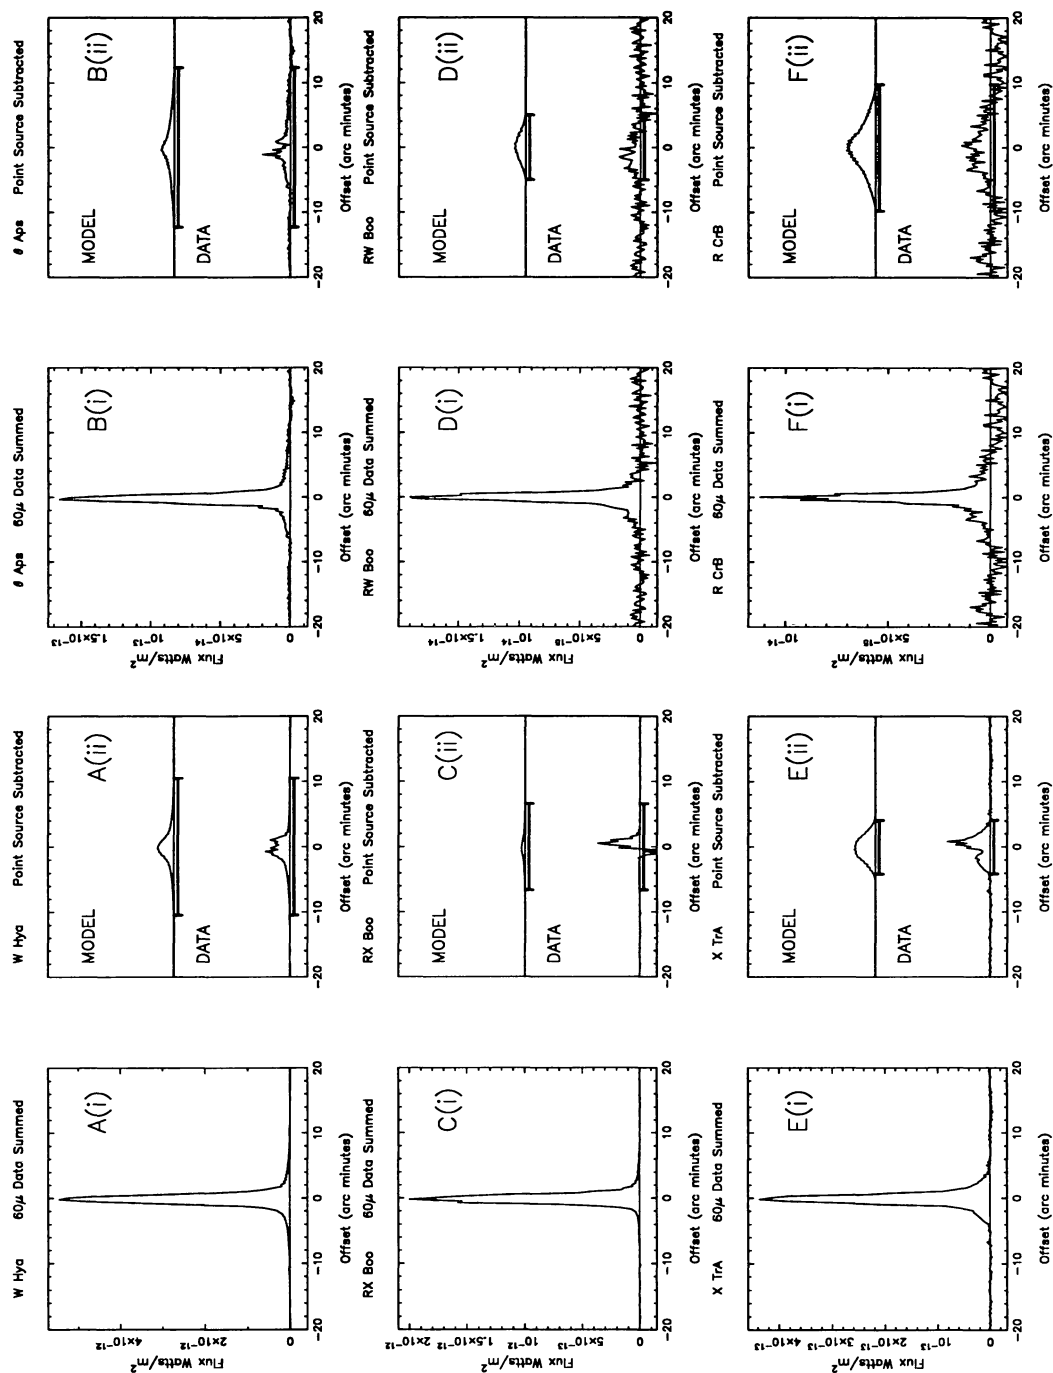 W Hya 60μ Data Summed
A(i)
Flux Watts/m²
4×10⁻¹²
2×10⁻¹²
0
-20 -10 0 10 20
Offset (arc minutes)
W Hya Point Source Subtracted
A(ii)
MODEL
DATA
-20 -10 0 10 20
Offset (arc minutes)
θ Aps 60μ Data Summed
B(i)
Flux Watts/m²
1.5×10⁻¹³
10⁻¹³
5×10⁻¹⁴
0
-20 -10 0 10 20
Offset (arc minutes)
θ Aps Point Source Subtracted
B(ii)
MODEL
DATA
-20 -10 0 10 20
Offset (arc minutes)
RX Boo 60μ Data Summed
C(i)
Flux Watts/m²
2×10⁻¹²
1.5×10⁻¹²
10⁻¹²
5×10⁻¹³
0
-20 -10 0 10 20
Offset (arc minutes)
RX Boo Point Source Subtracted
C(ii)
MODEL
DATA
-20 -10 0 10 20
Offset (arc minutes)
RW Boo 60μ Data Summed
D(i)
Flux Watts/m²
1.5×10⁻¹⁴
10⁻¹⁴
5×10⁻¹⁵
0
-20 -10 0 10 20
Offset (arc minutes)
RW Boo Point Source Subtracted
D(ii)
MODEL
DATA
-20 -10 0 10 20
Offset (arc minutes)
X TrA 60μ Data Summed
E(i)
Flux Watts/m²
4×10⁻¹³
3×10⁻¹³
2×10⁻¹³
10⁻¹³
0
-20 -10 0 10 20
Offset (arc minutes)
X TrA Point Source Subtracted
E(ii)
MODEL
DATA
-20 -10 0 10 20
Offset (arc minutes)
R CrB 60μ Data Summed
F(i)
Flux Watts/m²
10⁻¹⁴
5×10⁻¹⁵
0
-20 -10 0 10 20
Offset (arc minutes)
R CrB Point Source Subtracted
F(ii)
MODEL
DATA
-20 -10 0 10 20
Offset (arc minutes)